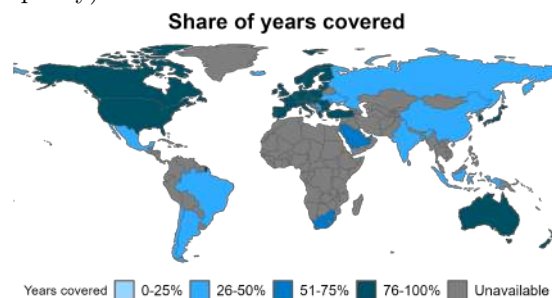 Share of years covered
Years covered 0-25% 26-50% 51-75% 76-100% Unavailable